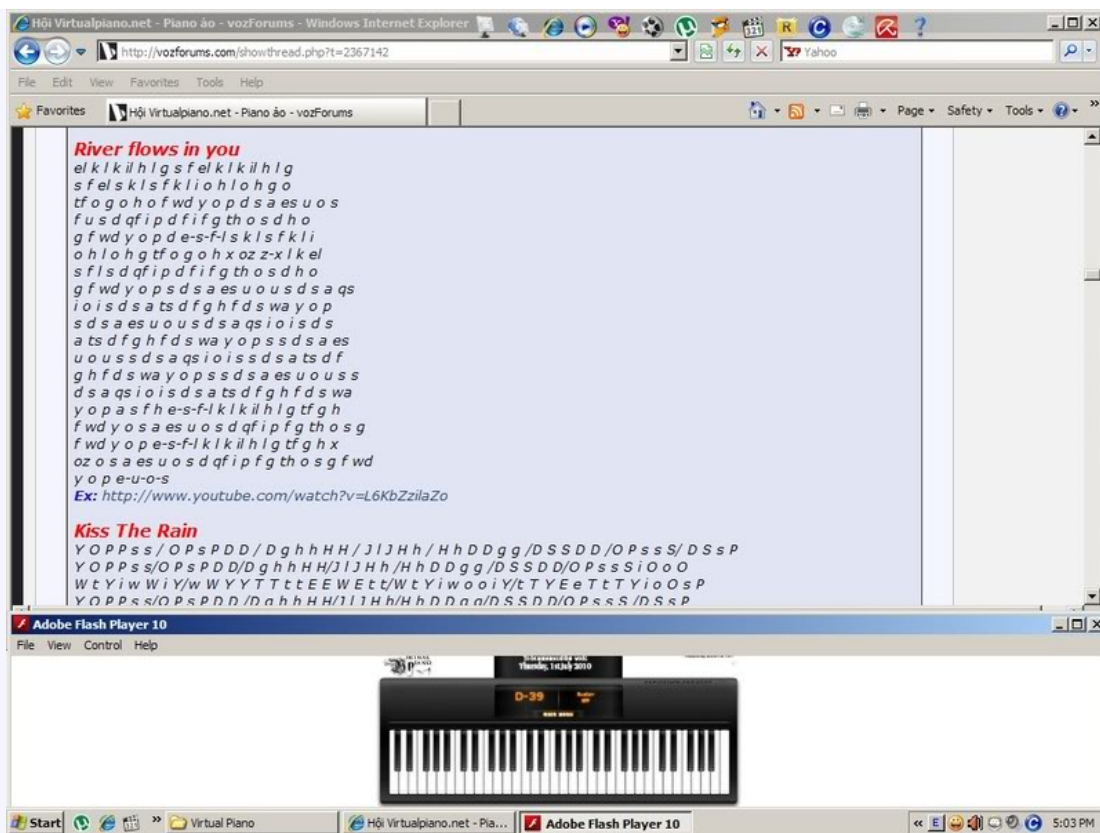 Hội Virtualpiano.net - Piano ảo - vozForums - Windows Internet Explorer
http://vozforums.com/showthread.php?t=2367142
Yahoo
File Edit View Favorites Tools Help
Favorites
Hội Virtualpiano.net - Piano ảo - vozForums
Page Safety Tools
River flows in you
el k l k il h l g s f el k l k il h l g
s f el s k l s f k l i o h l o h g o
tf o g o h o f wd y o p d s a es u o s
f u s d qf i p d f i f g th o s d h o
g f wd y o p d e-s-f-l s k l s f k l i
o h l o h g tf o g o h x oz z-x l k el
s f l s d qf i p d f i f g th o s d h o
g f wd y o p s d s a es u o u s d s a qs
i o i s d s a ts d f g h f d s wa y o p
s d s a es u o u s d s a qs i o i s d s
a ts d f g h f d s wa y o p s s d s a es
u o u s s d s a qs i o i s s d s a ts d f
g h f d s wa y o p s s d s a es u o u s s
d s a qs i o i s d s a ts d f g h f d s wa
y o p a s f h e-s-f-l k l k il h l g tf g h
f wd y o s a es u o s d qf i p f g th o s g
f wd y o p e-s-f-l k l k il h l g tf g h x
oz o s a es u o s d qf i p f g th o s g f wd
y o p e-u-o-s
Ex: http://www.youtube.com/watch?v=L6KbZzilaZo
Kiss The Rain
Y O P P s s / O P s P D D / D g h h H H / J l J H h / H h D D g g /D S S D D /O P s s S/ D S s P
Y O P P s s/O P s P D D/D g h h H H/J l J H h /H h D D g g /D S S D D/O P s s S i O o O
W t Y i w W i Y/w W Y Y T T t t E E W E t t/W t Y i w o o i Y/t T Y E e T t T Y i o O s P
Y O P P s s/O P s P D D /D g h h H H/J l J H h/H h D D g g/D S S D D/O P s s S /D S s P
Adobe Flash Player 10
File View Control Help
Thursday, 1st July 2010
D-39
Start
Virtual Piano
Hội Virtualpiano.net - Pia...
Adobe Flash Player 10
E
5:03 PM